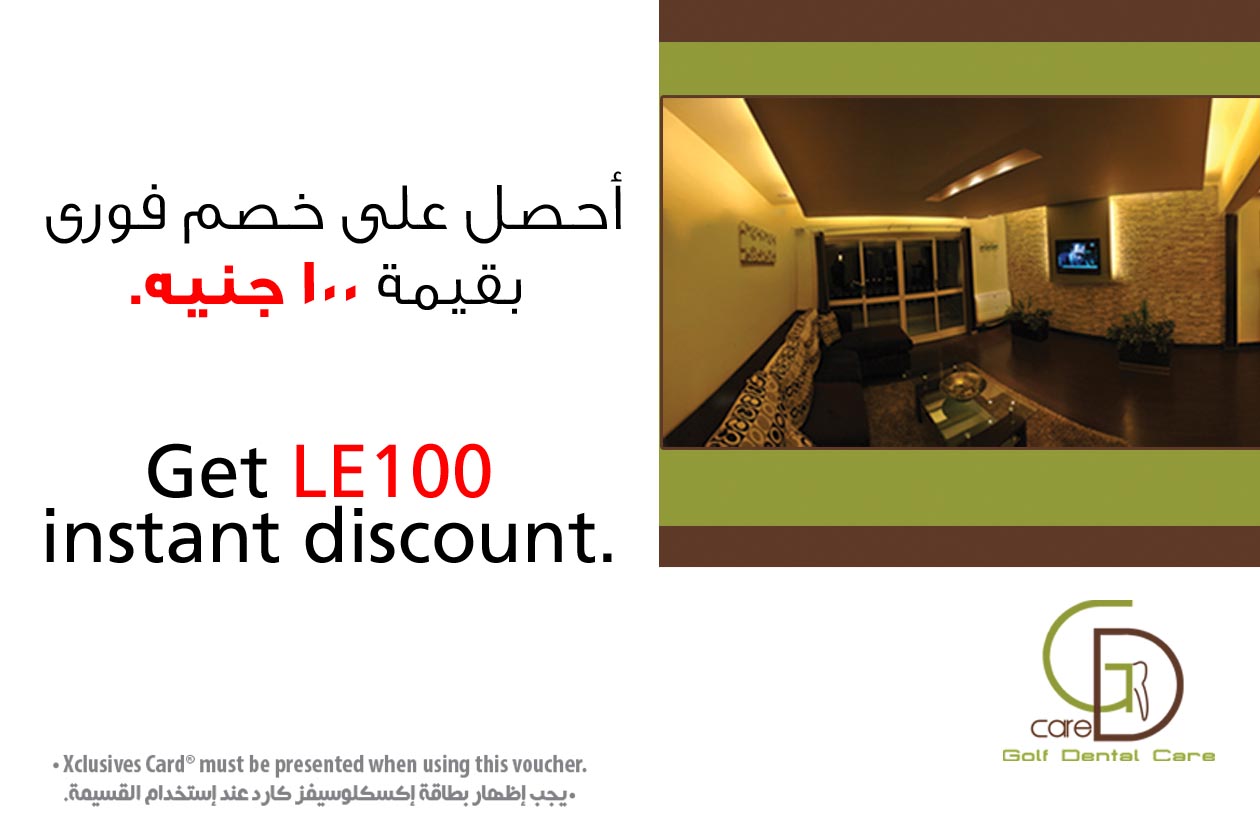 أحصل على خصم فورى
بقيمة ١٠٠ جنيه.
Get LE100
instant discount.
• Xclusives Card® must be presented when using this voucher.
•يجب إظهار بطاقة إكسكلوسيفز كارد عند إستخدام القسيمة.
GD
care
Golf Dental Care